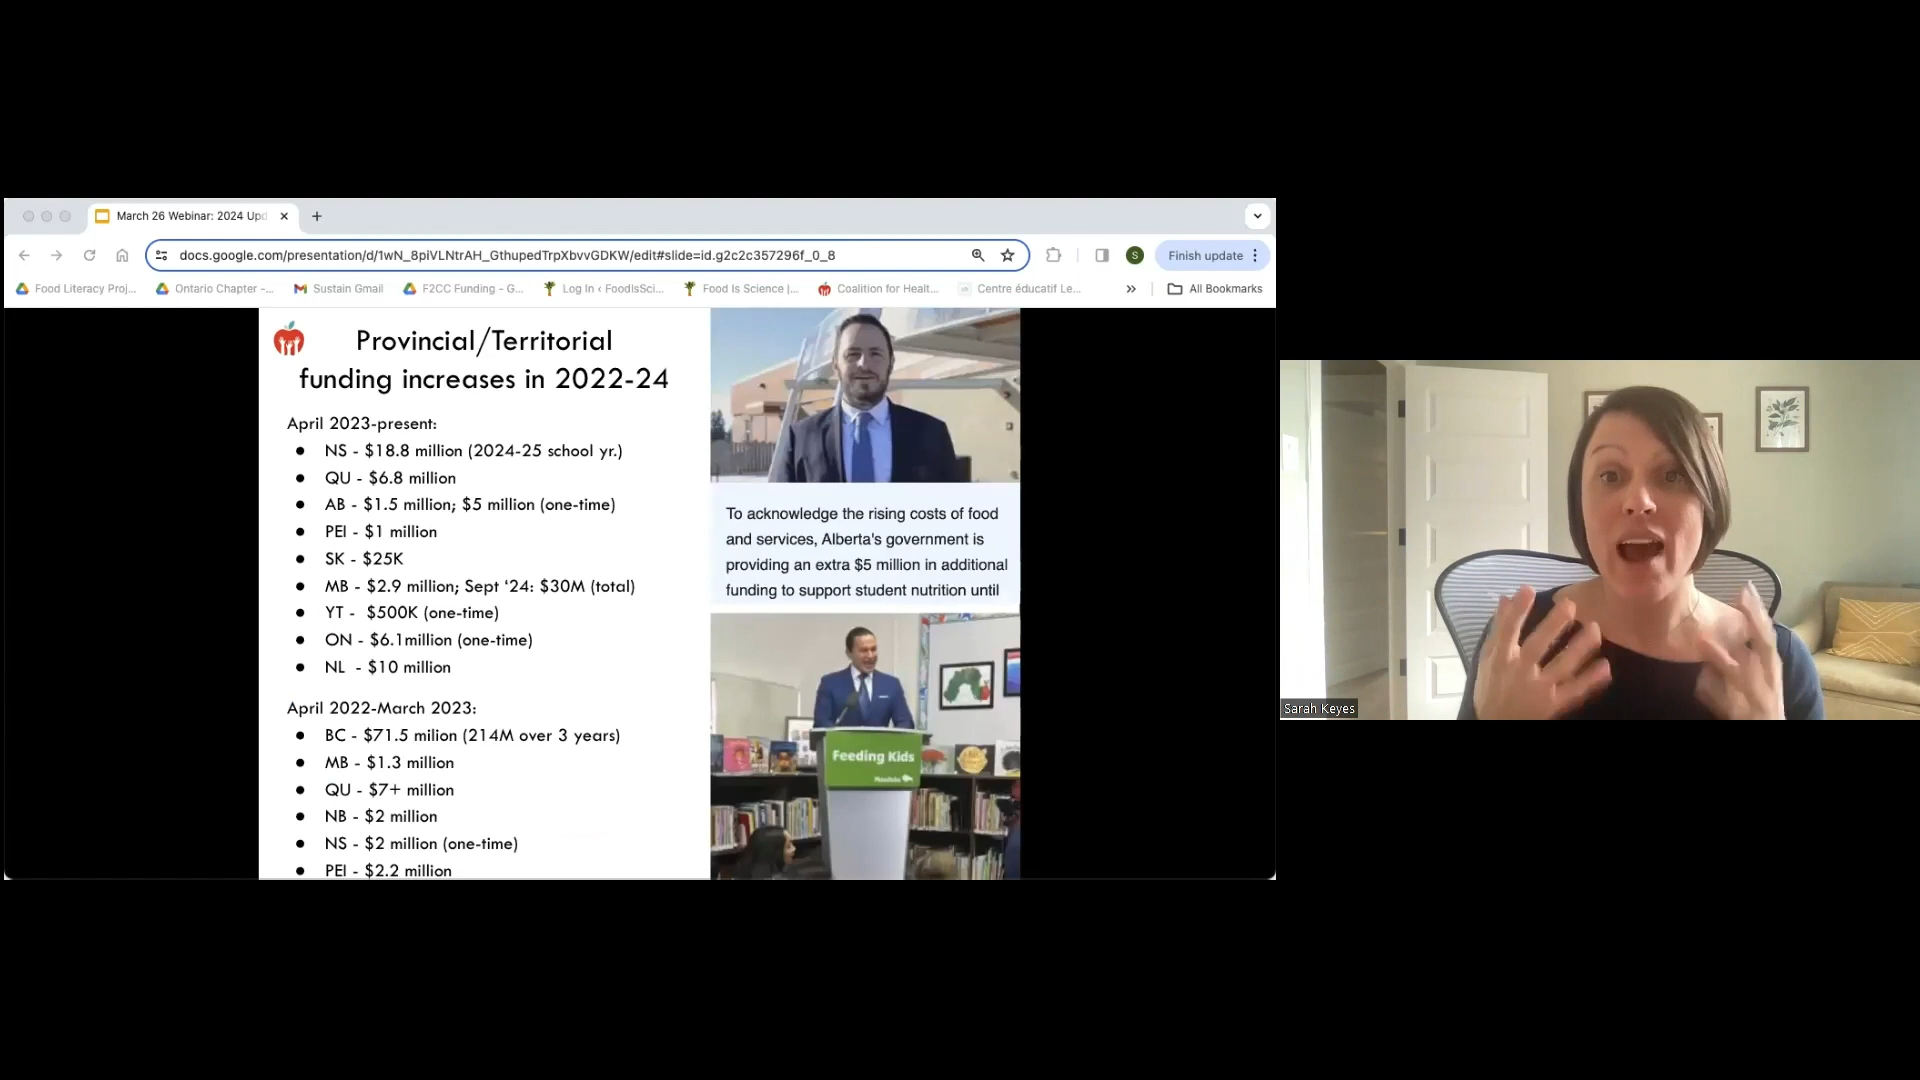 March 26 Webinar: 2024 Upd
docs.google.com/presentation/d/1wN_8piVLNtrAH_GthupedTrpXbvvGDKW/edit#slide=id.g2c2c357296f_0_8
S
Finish update
Food Literacy Proj...
Ontario Chapter –...
Sustain Gmail
F2CC Funding - G...
Log In ‹ FoodIsSci...
Food Is Science |...
Coalition for Healt...
Centre éducatif Le...
»
All Bookmarks
Provincial/Territorial
funding increases in 2022-24
April 2023-present:
● NS - $18.8 million (2024-25 school yr.)
● QU - $6.8 million
● AB - $1.5 million; $5 million (one-time)
● PEI - $1 million
● SK - $25K
● MB - $2.9 million; Sept ‘24: $30M (total)
● YT - $500K (one-time)
● ON - $6.1million (one-time)
● NL - $10 million
April 2022-March 2023:
● BC - $71.5 milion (214M over 3 years)
● MB - $1.3 million
● QU - $7+ million
● NB - $2 million
● NS - $2 million (one-time)
● PEI - $2.2 million
To acknowledge the rising costs of food
and services, Alberta's government is
providing an extra $5 million in additional
funding to support student nutrition until
Feeding Kids
Manitoba
Sarah Keyes